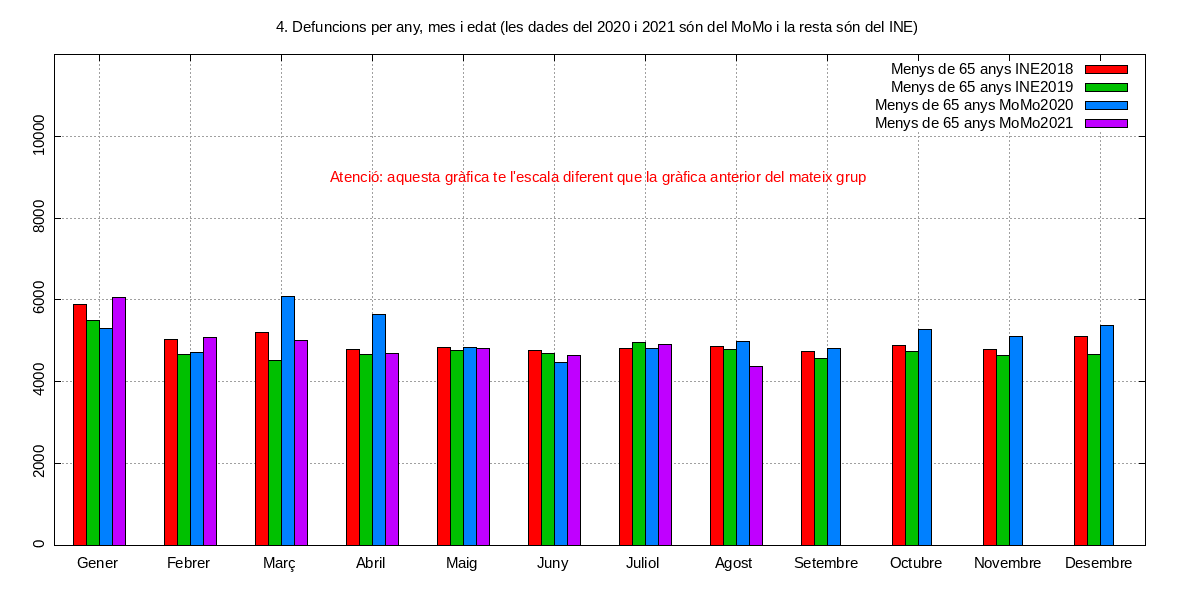 4. Defuncions per any, mes i edat (les dades del 2020 i 2021 són del MoMo i la resta són del INE)
Menys de 65 anys INE2018
Menys de 65 anys INE2019
Menys de 65 anys MoMo2020
Menys de 65 anys MoMo2021
Atenció: aquesta gràfica te l'escala diferent que la gràfica anterior del mateix grup
10000
8000
6000
4000
2000
0
Gener Febrer Març Abril Maig Juny Juliol Agost Setembre Octubre Novembre Desembre